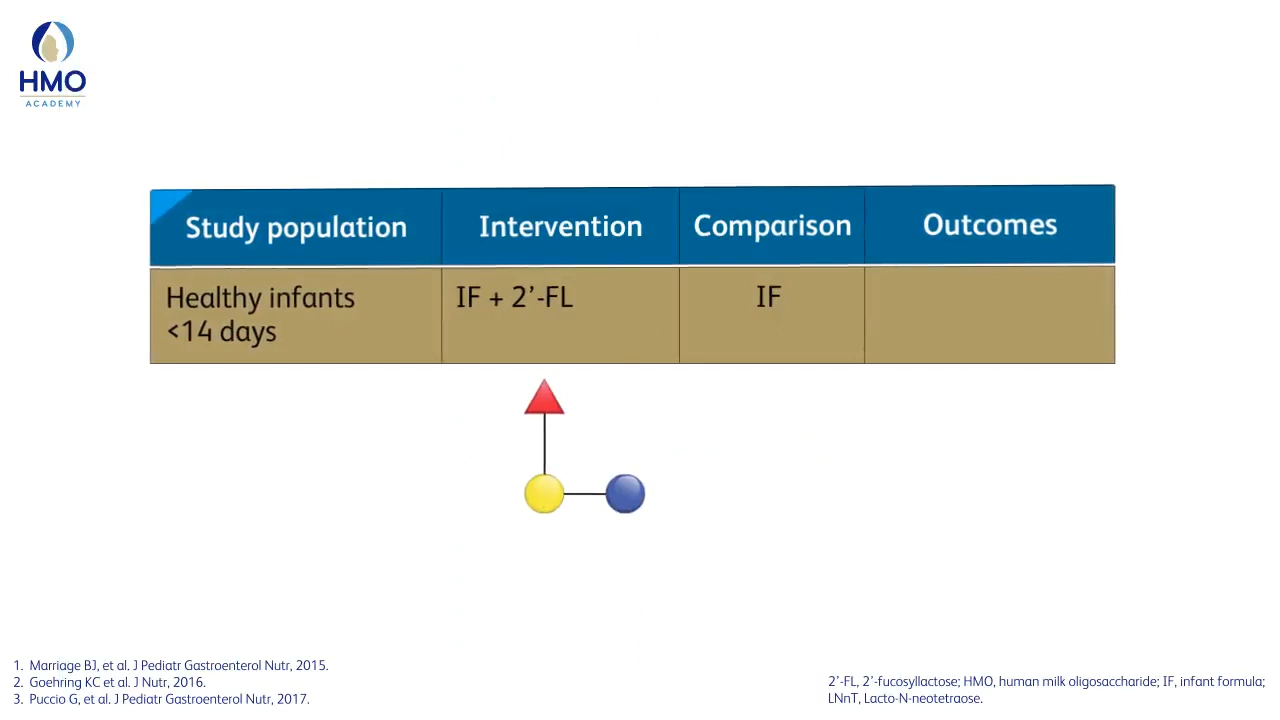 HMO
ACADEMY
Study population
Intervention
Comparison
Outcomes
Healthy infants
<14 days
IF + 2’-FL
IF
1. Marriage BJ, et al. J Pediatr Gastroenterol Nutr, 2015.
2. Goehring KC et al. J Nutr, 2016.
3. Puccio G, et al. J Pediatr Gastroenterol Nutr, 2017.
2’-FL, 2’-fucosyllactose; HMO, human milk oligosaccharide; IF, infant formula;
LNnT, Lacto-N-neotetraose.